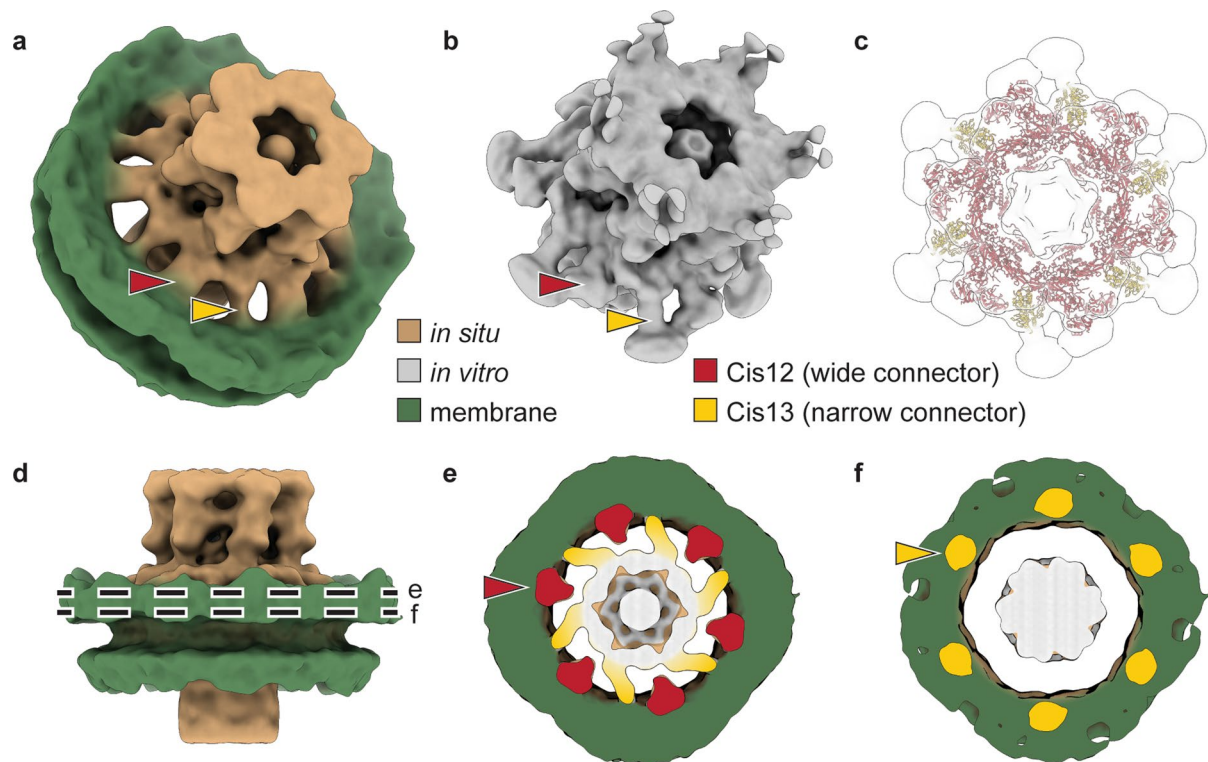 a
b
c
in situ
in vitro
membrane
Cis12 (wide connector)
Cis13 (narrow connector)
d
e
f
e
f